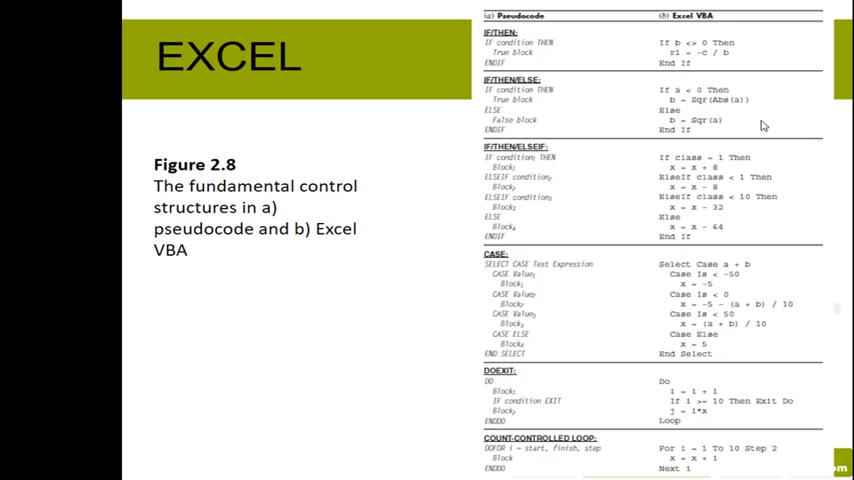 EXCEL
Figure 2.8
The fundamental control
structures in a)
pseudocode and b) Excel
VBA
(a) Pseudocode (b) Excel VBA
IF/THEN:
IF condition THEN If b <> 0 Then
True block r1 = -c / b
ENDIF End If
IF/THEN/ELSE:
IF condition THEN If a < 0 Then
True block b = Sqr(Abs(a))
ELSE Else
False block b = Sqr(a)
ENDIF End If
IF/THEN/ELSEIF:
IF condition₁ THEN If class = 1 Then
Block₁ x = x + 8
ELSEIF condition₂ ElseIf class < 1 Then
Block₂ x = x - 8
ELSEIF condition₃ ElseIf class < 10 Then
Block₃ x = x - 32
ELSE Else
Block₄ x = x - 64
ENDIF End If
CASE:
SELECT CASE Test Expression Select Case a + b
CASE Value₁ Case Is < -50
Block₁ x = -5
CASE Value₂ Case Is < 0
Block₂ x = -5 - (a + b) / 10
CASE Value₃ Case Is < 50
Block₃ x = (a + b) / 10
CASE ELSE Case Else
Block₄ x = 5
END SELECT End Select
DOEXIT:
DO Do
Block₁ i = i + 1
IF condition EXIT If i >= 10 Then Exit Do
Block₂ j = i*x
ENDDO Loop
COUNT-CONTROLLED LOOP:
DOFOR i = start, finish, step For i = 1 To 10 Step 2
Block x = x + i
ENDDO Next i
om